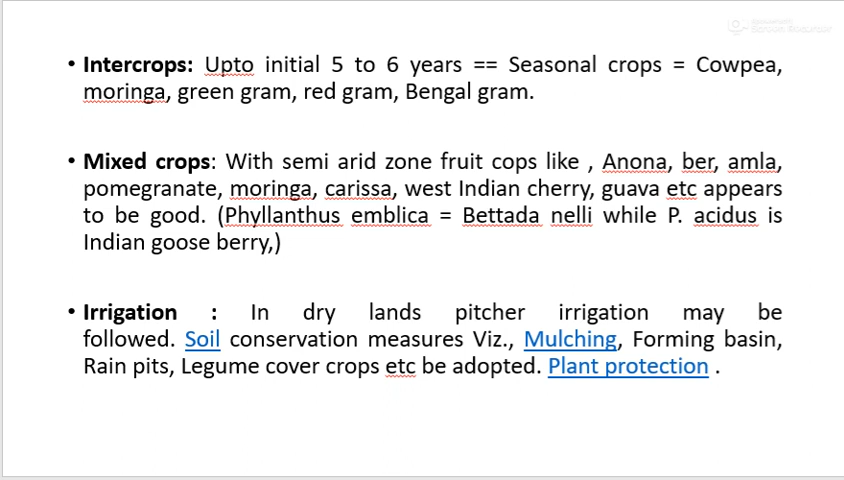 • Intercrops: Upto initial 5 to 6 years == Seasonal crops = Cowpea,
moringa, green gram, red gram, Bengal gram.
• Mixed crops: With semi arid zone fruit cops like , Anona, ber, amla,
pomegranate, moringa, carissa, west Indian cherry, guava etc appears
to be good. (Phyllanthus emblica = Bettada nelli while P. acidus is
Indian goose berry,)
• Irrigation : In dry lands pitcher irrigation may be
followed. Soil conservation measures Viz., Mulching, Forming basin,
Rain pits, Legume cover crops etc be adopted. Plant protection .